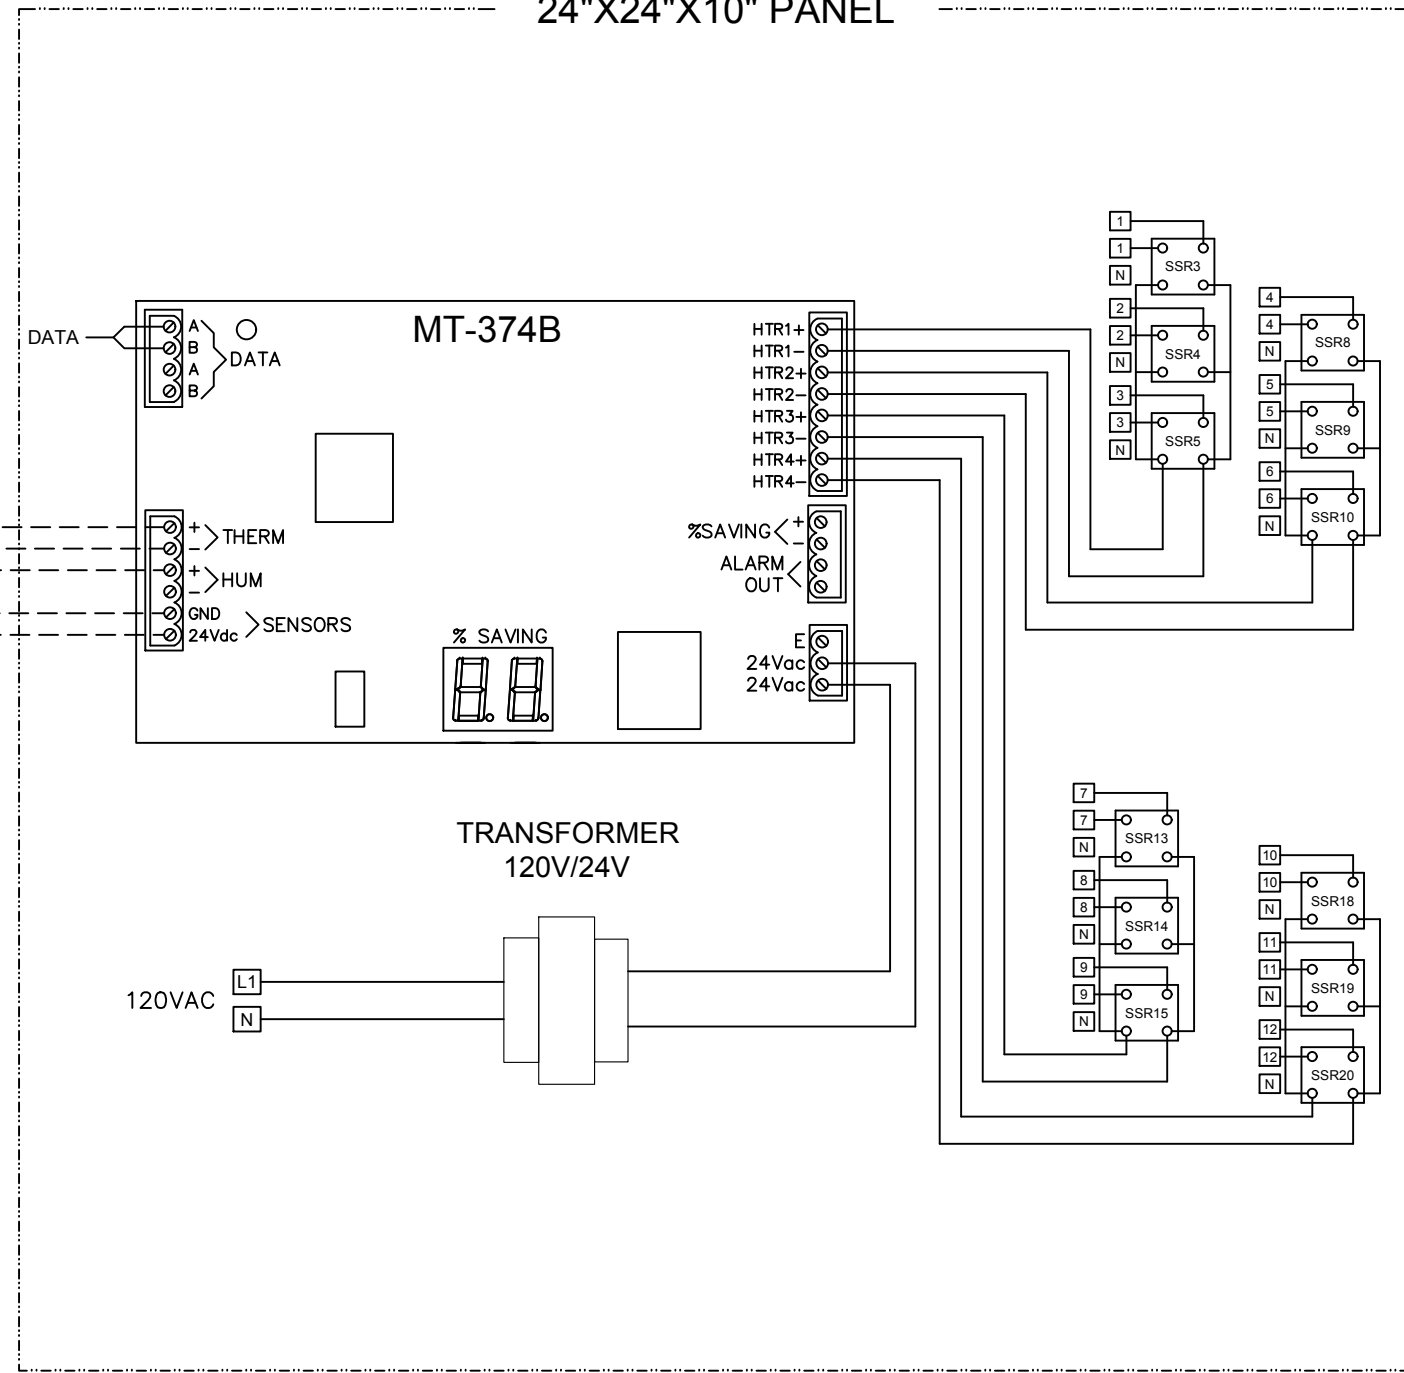 24"X24"X10" PANEL
MT-374B
DATA
A
B
A
B
DATA
HTR1+
HTR1-
HTR2+
HTR2-
HTR3+
HTR3-
HTR4+
HTR4-
+
-
THERM
+
-
HUM
GND
24Vdc
SENSORS
%SAVING
+
-
ALARM
OUT
% SAVING
88
E
24Vac
24Vac
1
1
N
SSR3
2
2
N
SSR4
3
3
N
SSR5
4
4
N
SSR8
5
5
N
SSR9
6
6
N
SSR10
TRANSFORMER
120V/24V
120VAC
L1
N
7
7
N
SSR13
8
8
N
SSR14
9
9
N
SSR15
10
10
N
SSR18
11
11
N
SSR19
12
12
N
SSR20